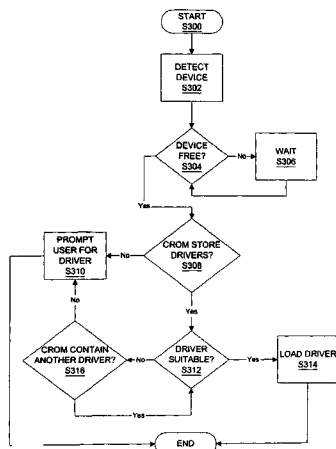 START
S300
DETECT
DEVICE
S302
DEVICE
FREE?
S304
No
WAIT
S306
Yes
CROM STORE
DRIVERS?
S308
No
PROMPT
USER FOR
DRIVER
S310
Yes
No
DRIVER
SUITABLE?
S312
No
CROM CONTAIN
ANOTHER DRIVER?
S316
Yes
Yes
LOAD DRIVER
S314
END